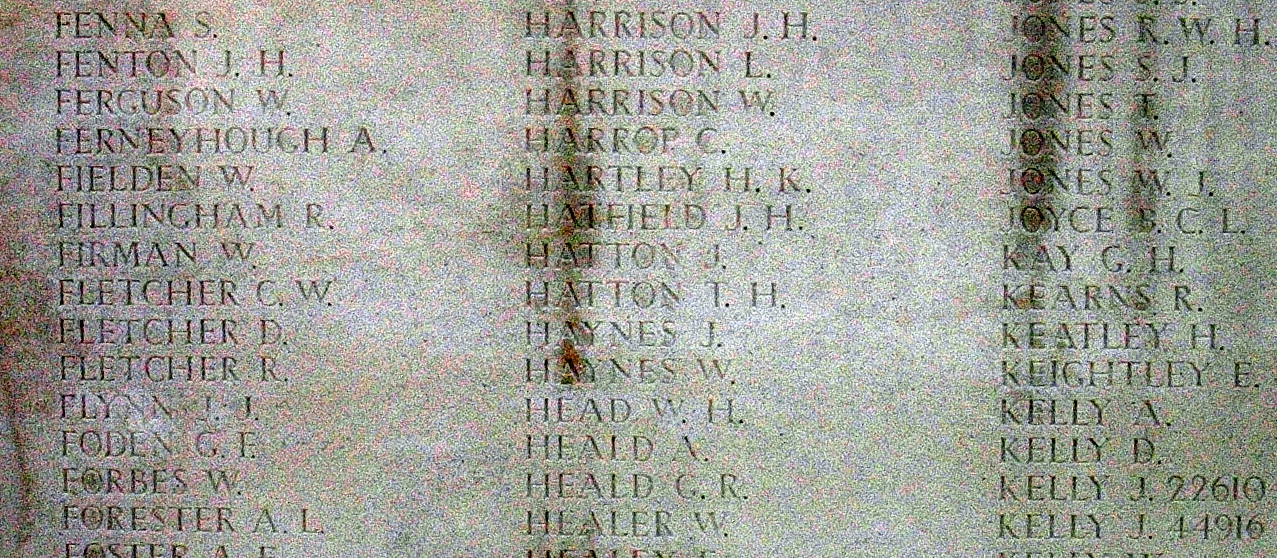 FENNA S.
FENTON J. H.
FERGUSON W.
FERNEYHOUGH A.
FIELDEN W.
FILLINGHAM R.
FIRMAN W.
FLETCHER C. W.
FLETCHER D.
FLETCHER R.
FLYNN J. J.
FODEN G. F.
FORBES W.
FORESTER A. L.
FOSTER A. F.
HARRISON J. H.
HARRISON L.
HARRISON W.
HARROP C.
HARTLEY H. K.
HATFIELD J. H.
HATTON J.
HATTON T. H.
HAYNES J.
HAYNES W.
HEAD W. H.
HEALD A.
HEALD G. R.
HEALER W.
HEALEY
JONES R. W. H.
JONES S. J.
JONES T.
JONES W.
JONES W. J.
JOYCE B. C. L.
KAY G. H.
KEARNS R.
KEATLEY H.
KEIGHTLEY E.
KELLY A.
KELLY D.
KELLY J. 22610
KELLY J. 44916